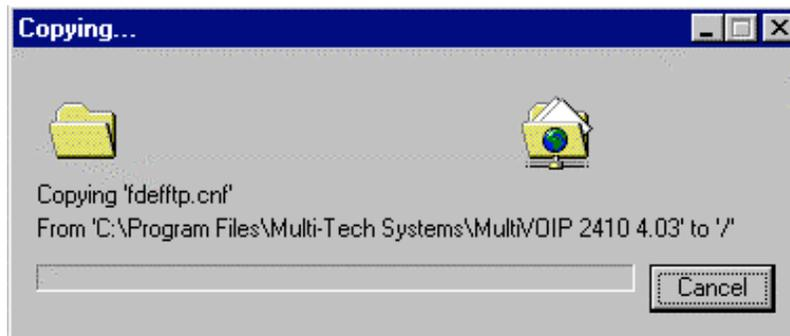 Copying...
Copying 'fdefftp.cnf'
From 'C:\Program Files\Multi-Tech Systems\MultiVOIP 2410 4.03' to '/'
Cancel